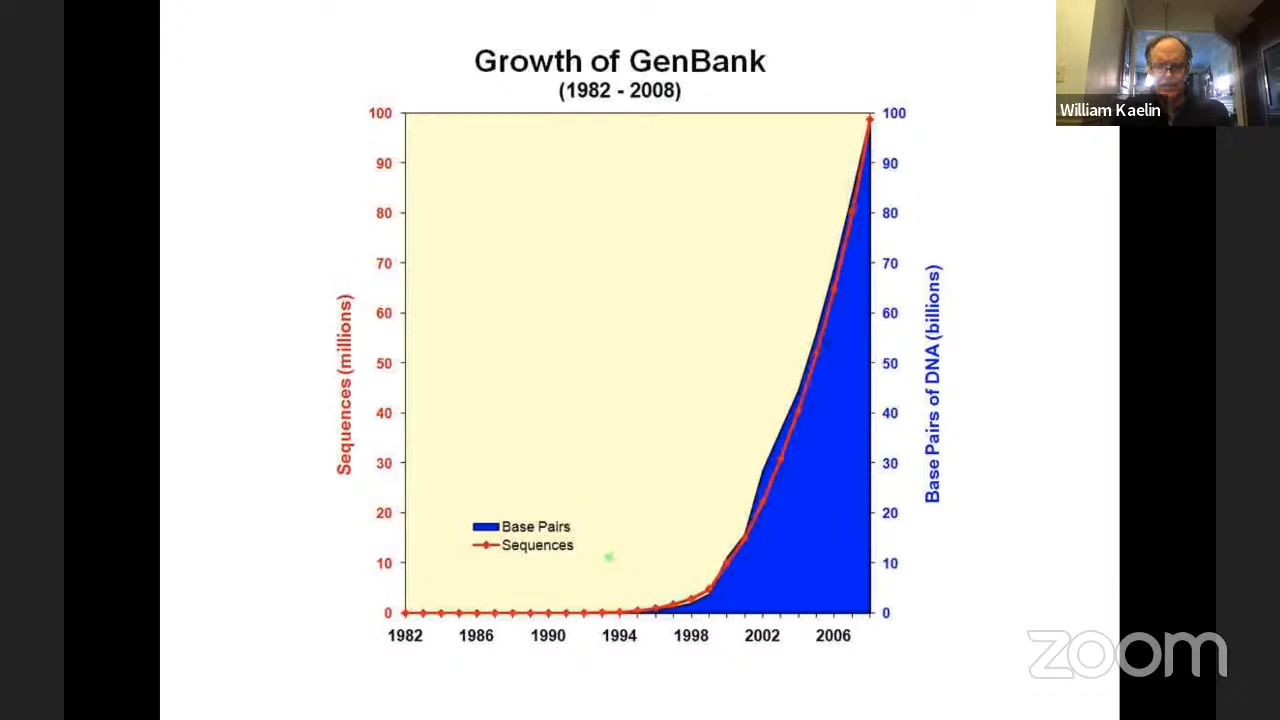 Growth of GenBank
(1982 - 2008)
William Kaelin
100
90
80
70
60
50
40
30
20
10
0
Sequences (millions)
100
90
80
70
60
50
40
30
20
10
0
Base Pairs of DNA (billions)
Base Pairs
Sequences
1982 1986 1990 1994 1998 2002 2006
zoom